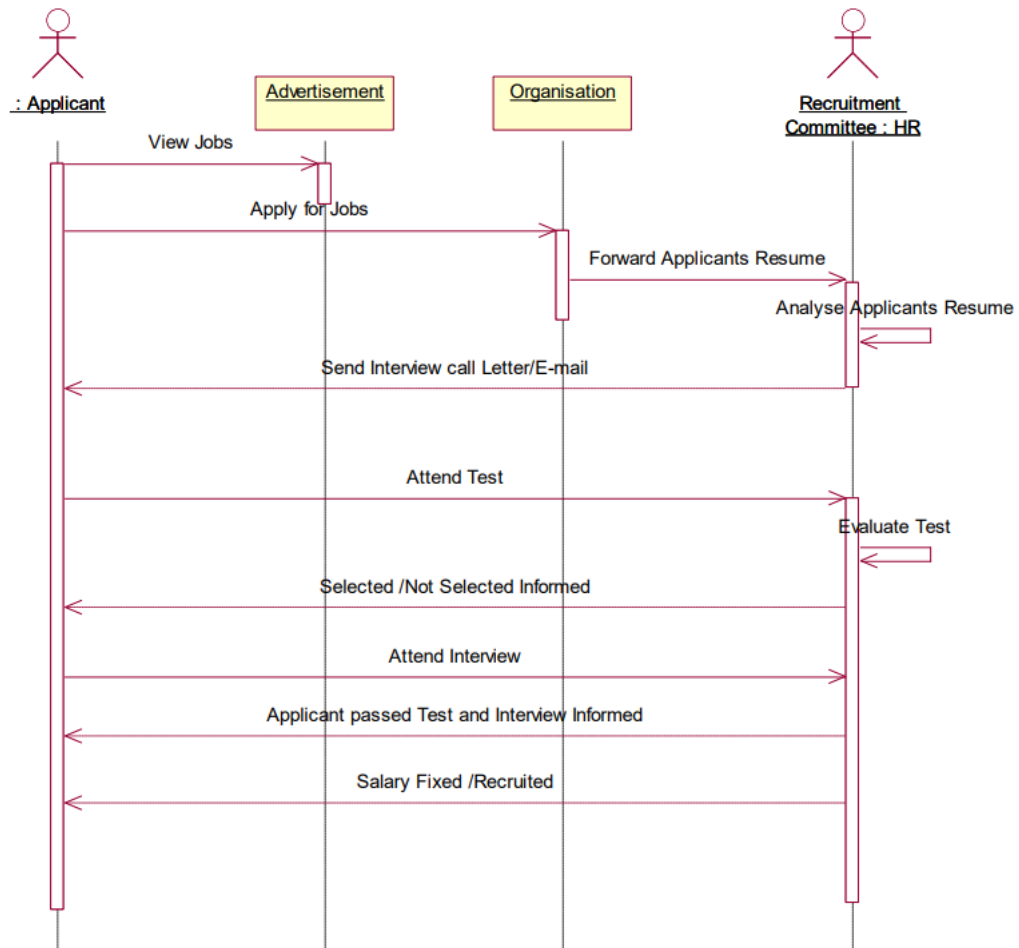 : Applicant
Advertisement
Organisation
Recruitment
Committee : HR
View Jobs
Apply for Jobs
Forward Applicants Resume
Analyse Applicants Resume
Send Interview call Letter/E-mail
Attend Test
Evaluate Test
Selected /Not Selected Informed
Attend Interview
Applicant passed Test and Interview Informed
Salary Fixed /Recruited